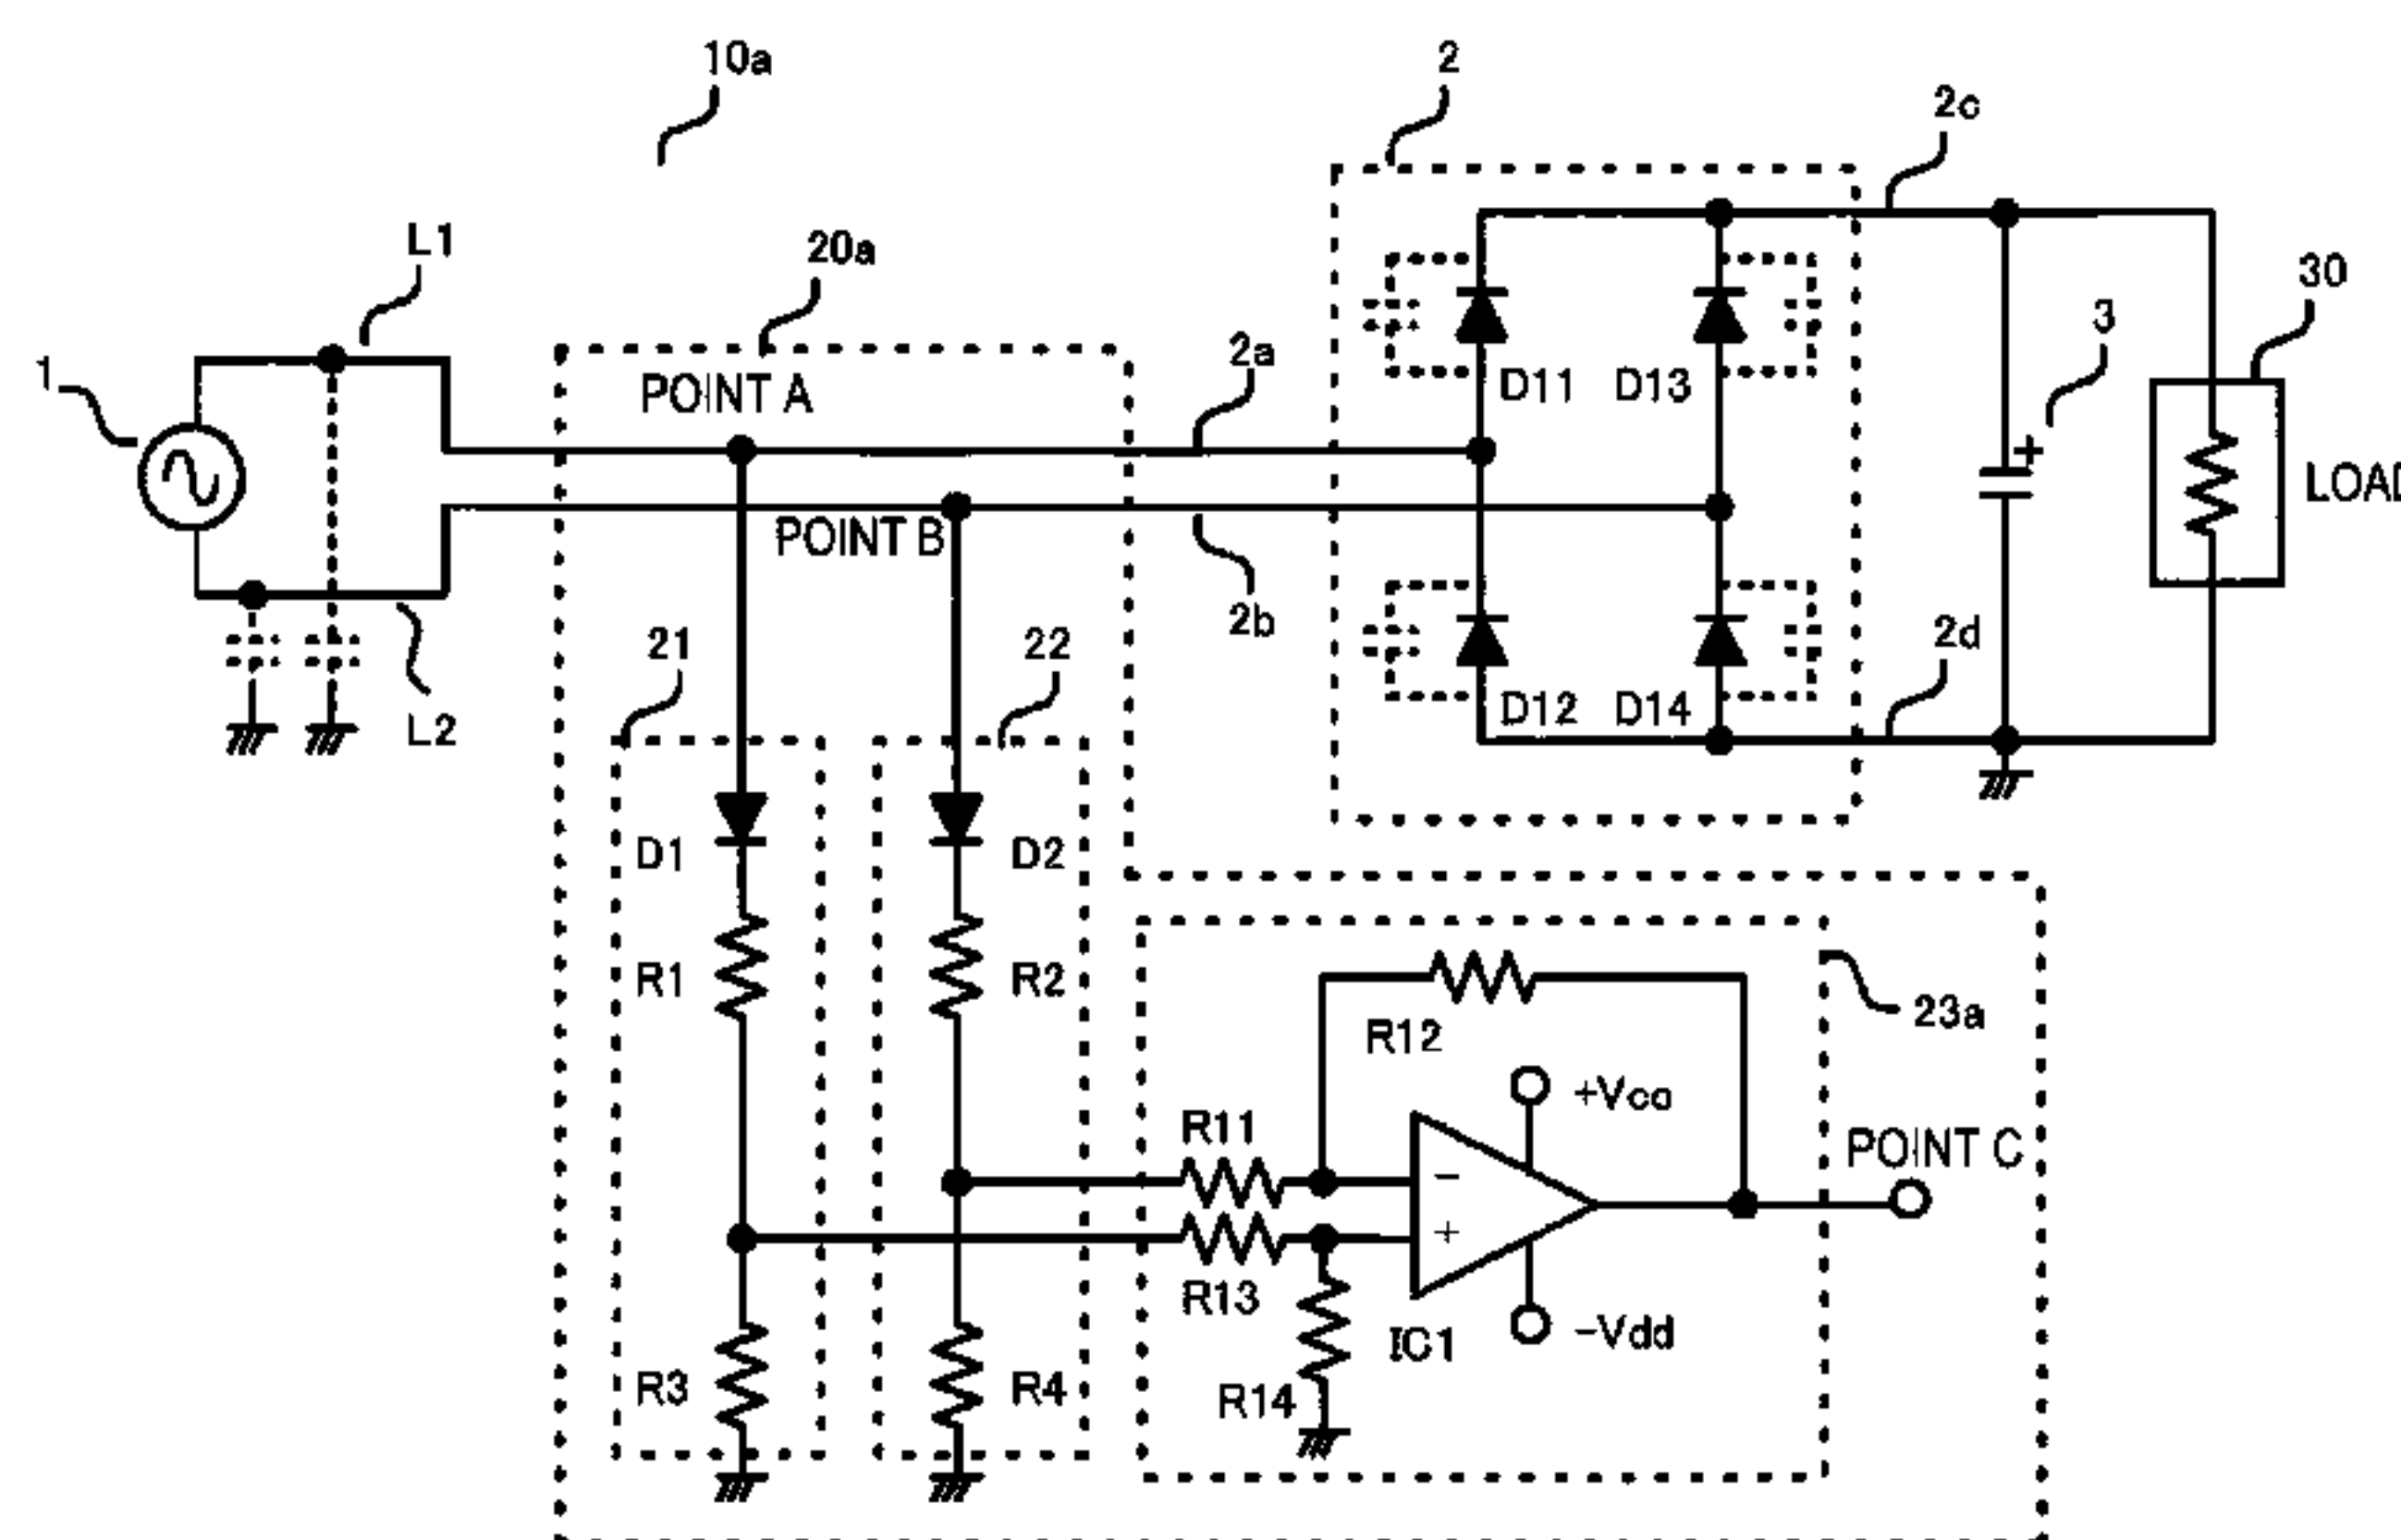 10a
2
2c
L1
20a
30
3
1
2a
POINT A
D11
D13
LOAD
POINT B
2b
21
22
2d
L2
D12
D14
D1
D2
R1
R2
23a
R12
+Vcc
R11
POINT C
-
+
R13
IC1
-Vdd
R3
R4
R14